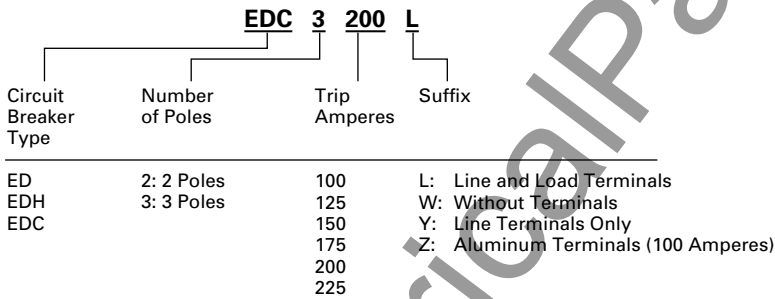 EDC 3 200 L
Circuit Breaker Type
Number of Poles
Trip Amperes
Suffix
ED
EDH
EDC
2: 2 Poles
3: 3 Poles
100
125
150
175
200
225
L: Line and Load Terminals
W: Without Terminals
Y: Line Terminals Only
Z: Aluminum Terminals (100 Amperes)